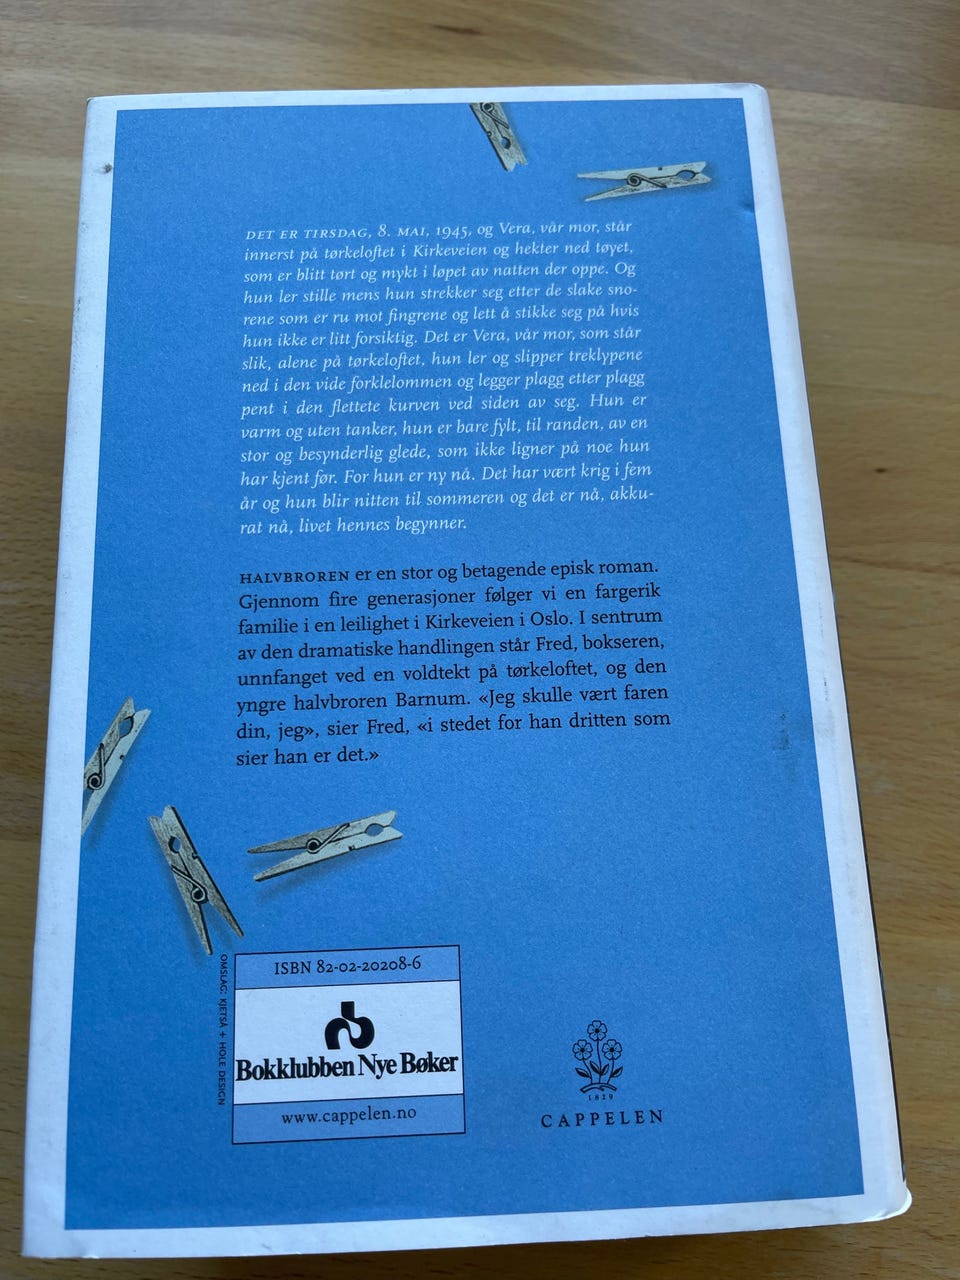 DET ER TIRSDAG, 8. MAI, 1945, og Vera, vår mor, står
innerst på tørkeloftet i Kirkeveien og hekter ned tøyet,
som er blitt tørt og mykt i løpet av natten der oppe. Og
hun ler stille mens hun strekker seg etter de slake sno-
rene som er ru mot fingrene og lett å stikke seg på hvis
hun ikke er litt forsiktig. Det er Vera, vår mor, som står
slik, alene på tørkeloftet, hun ler og slipper treklypene
ned i den vide forklelommen og legger plagg etter plagg
pent i den flettete kurven ved siden av seg. Hun er
varm og uten tanker, hun er bare fylt, til randen, av en
stor og besynderlig glede, som ikke ligner på noe hun
har kjent før. For hun er ny nå. Det har vært krig i fem
år og hun blir nitten til sommeren og det er nå, akku-
rat nå, livet hennes begynner.
HALVBROREN er en stor og betagende episk roman.
Gjennom fire generasjoner følger vi en fargerik
familie i en leilighet i Kirkeveien i Oslo. I sentrum
av den dramatiske handlingen står Fred, bokseren,
unnfanget ved en voldtekt på tørkeloftet, og den
yngre halvbroren Barnum. «Jeg skulle vært faren
din, jeg», sier Fred, «i stedet for han dritten som
sier han er det.»
OMSLAG: KJETSÅ + HOLE DESIGN
ISBN 82-02-20208-6
Bokklubben Nye Bøker
www.cappelen.no
1829
CAPPELEN